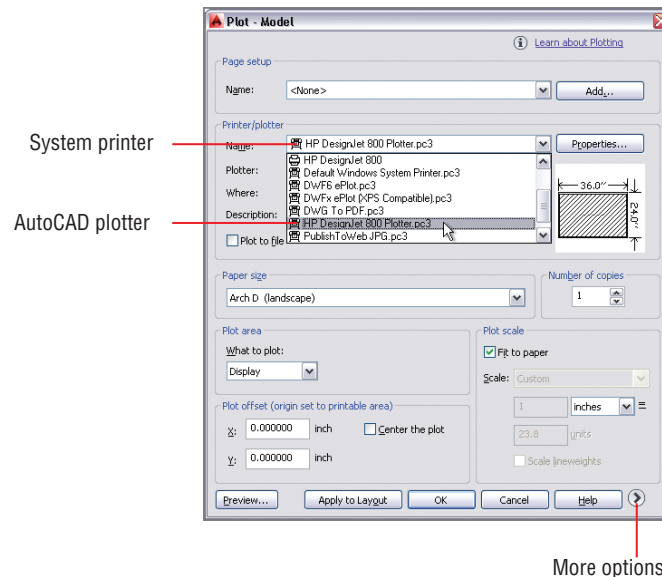 Plot - Model
Learn about Plotting
Page setup
Name: <None> Add...
Printer/plotter
System printer
Name: HP DesignJet 800 Plotter.pc3 Properties...
HP DesignJet 800
Plotter: Default Windows System Printer.pc3
DWF6 ePlot.pc3
Where: DWFx ePlot (XPS Compatible).pc3
DWG To PDF.pc3
36.0''
24.0''
AutoCAD plotter
Description: HP DesignJet 800 Plotter.pc3
Plot to file PublishToWeb JPG.pc3
Paper size
Arch D (landscape)
Number of copies
1
Plot area
What to plot:
Display
Plot scale
Fit to paper
Scale: Custom
1 inches =
23.8 units
Scale lineweights
Plot offset (origin set to printable area)
X: 0.000000 inch Center the plot
Y: 0.000000 inch
Preview... Apply to Layout OK Cancel Help
More options